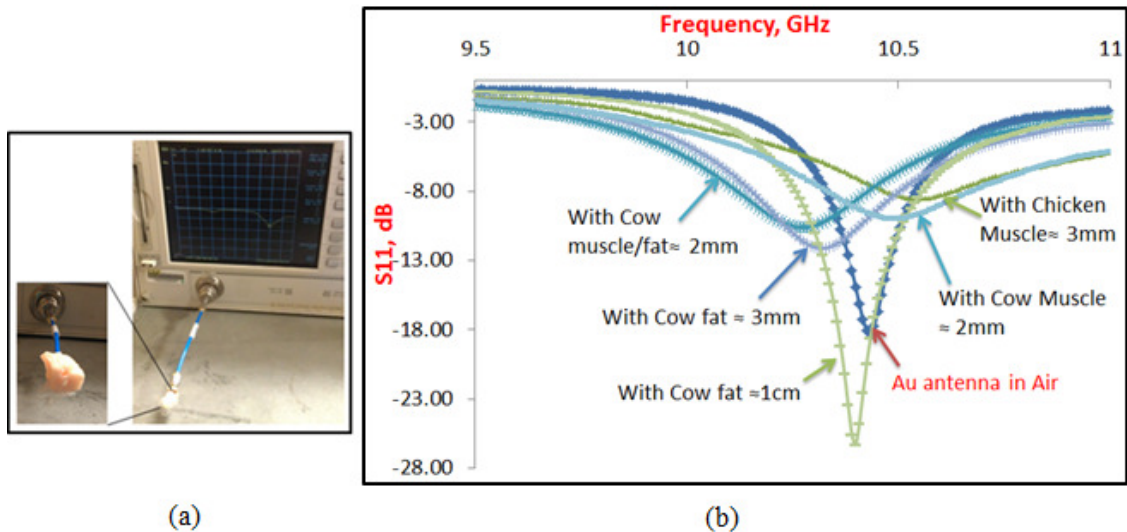 Frequency, GHz
9.5
10
10.5
11
-3.00
-8.00
-13.00
-18.00
-23.00
-28.00
S11, dB
With Cow
muscle/fat≈ 2mm
With Chicken
Muscle≈ 3mm
With Cow fat ≈ 3mm
With Cow Muscle
≈ 2mm
Au antenna in Air
With Cow fat ≈1cm
(a)
(b)